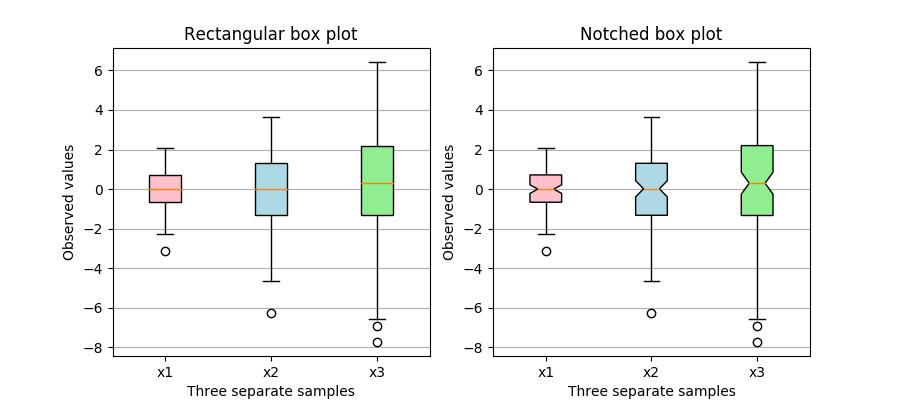 Rectangular box plot
6
4
2
0
−2
−4
−6
−8
Observed values
x1 x2 x3
Three separate samples
Notched box plot
6
4
2
0
−2
−4
−6
−8
Observed values
x1 x2 x3
Three separate samples